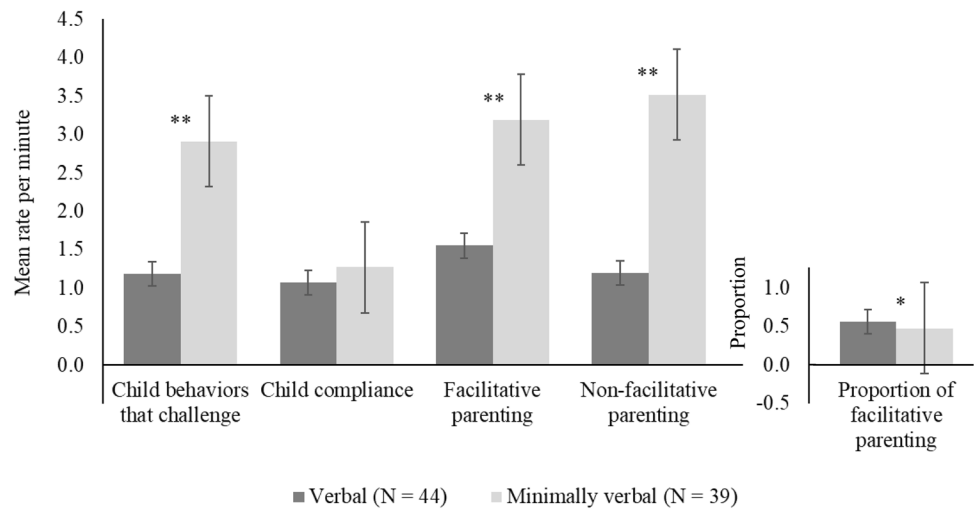 Mean rate per minute
4.5
4.0
3.5
3.0
2.5
2.0
1.5
1.0
0.5
0.0
**
**
**
Child behaviors
that challenge
Child compliance
Facilitative
parenting
Non-facilitative
parenting
Proportion
1.0
0.5
0.0
-0.5
*
Proportion of
facilitative
parenting
Verbal (N = 44)
Minimally verbal (N = 39)